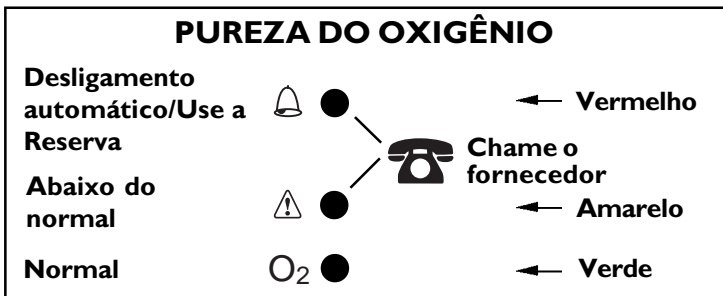 PUREZA DO OXIGÊNIO
Desligamento
automático/Use a
Reserva
Vermelho
Chame o
fornecedor
Abaixo do
normal
Amarelo
Normal
O₂
Verde